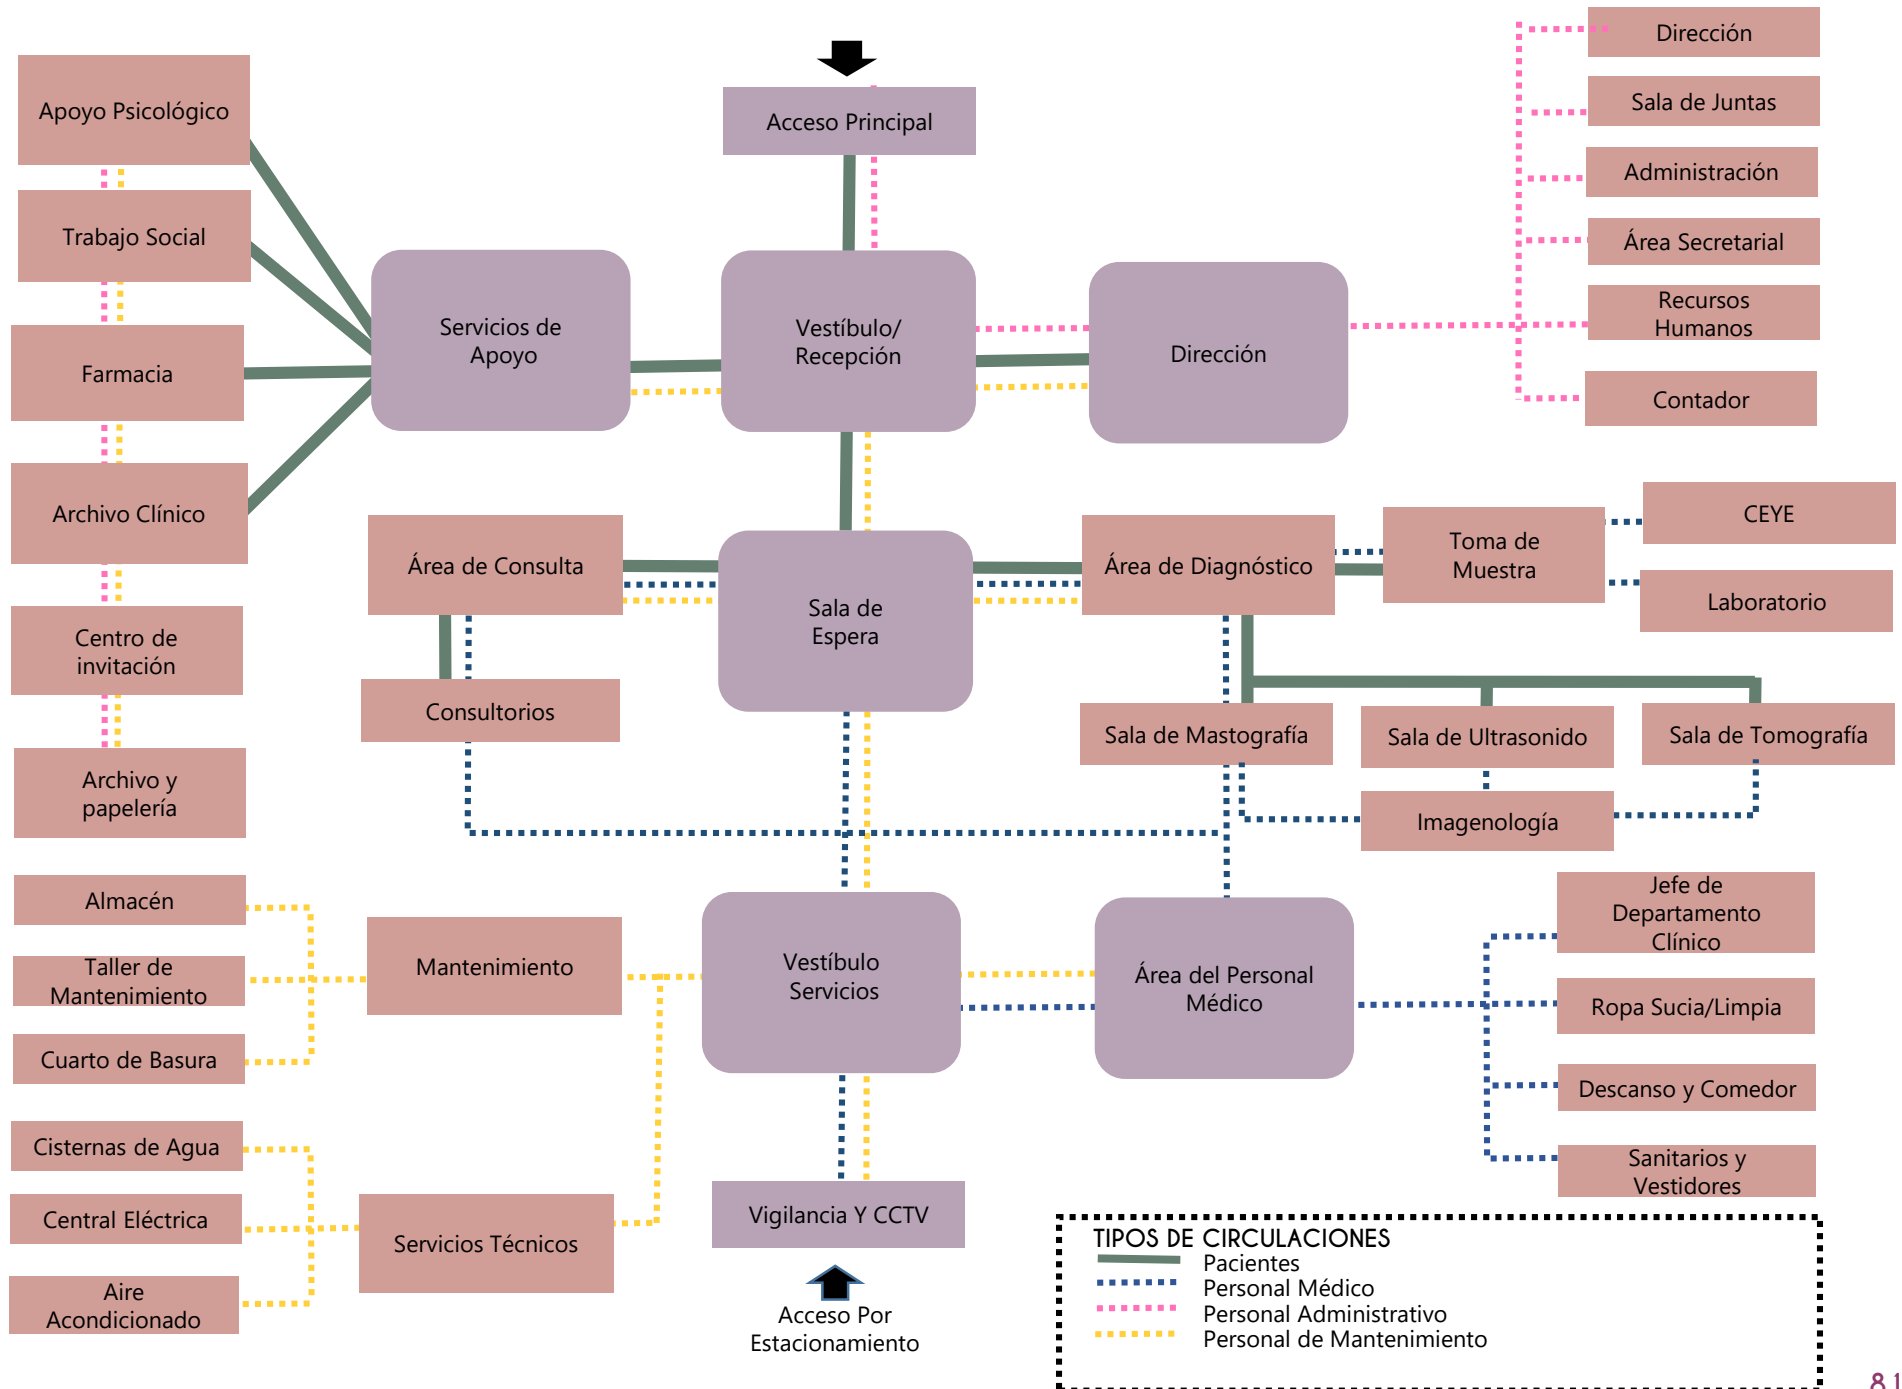 Acceso Principal
Apoyo Psicológico
Trabajo Social
Farmacia
Archivo Clínico
Centro de
invitación
Archivo y
papelería
Servicios de
Apoyo
Vestíbulo/
Recepción
Dirección
Dirección
Sala de Juntas
Administración
Área Secretarial
Recursos
Humanos
Contador
Área de Consulta
Consultorios
Sala de
Espera
Área de Diagnóstico
Toma de
Muestra
CEYE
Laboratorio
Sala de Mastografía
Sala de Ultrasonido
Sala de Tomografía
Imagenología
Almacén
Taller de
Mantenimiento
Cuarto de Basura
Mantenimiento
Vestíbulo
Servicios
Área del Personal
Médico
Jefe de
Departamento
Clínico
Ropa Sucia/Limpia
Descanso y Comedor
Sanitarios y
Vestidores
Cisternas de Agua
Central Eléctrica
Aire
Acondicionado
Servicios Técnicos
Vigilancia Y CCTV
Acceso Por
Estacionamiento
TIPOS DE CIRCULACIONES
Pacientes
Personal Médico
Personal Administrativo
Personal de Mantenimiento
81